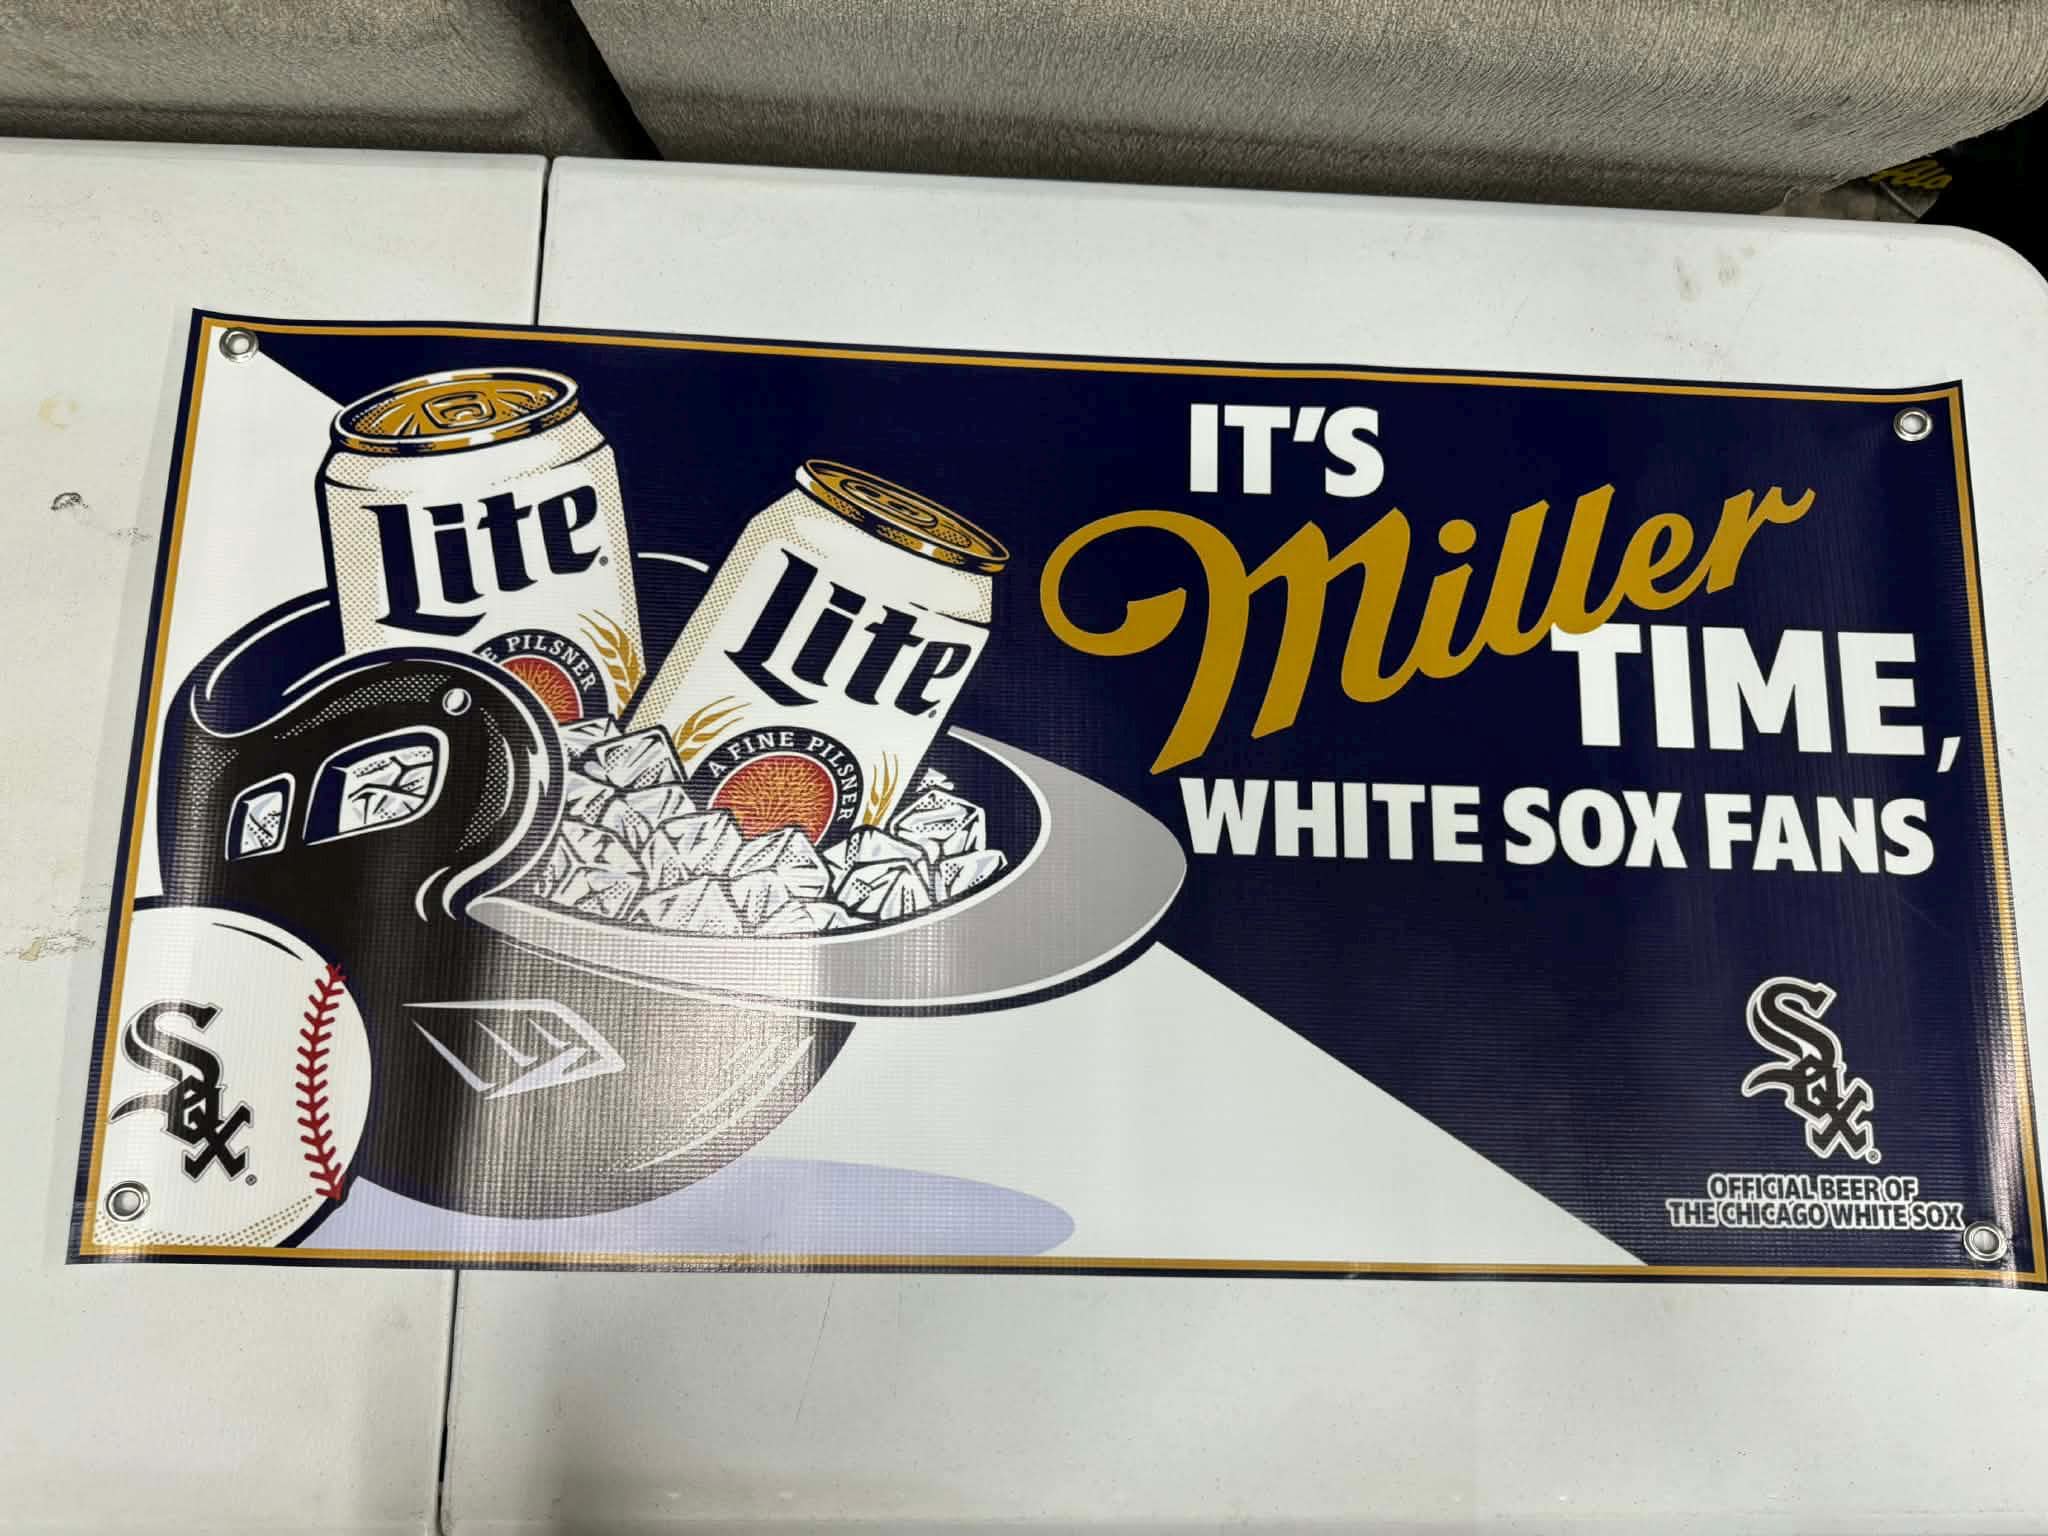 IT'S
Miller
TIME,
WHITE SOX FANS
Lite
E PILSNER
Lite
A FINE PILSNER
Sox
Sox
OFFICIAL BEER OF
THE CHICAGO WHITE SOX